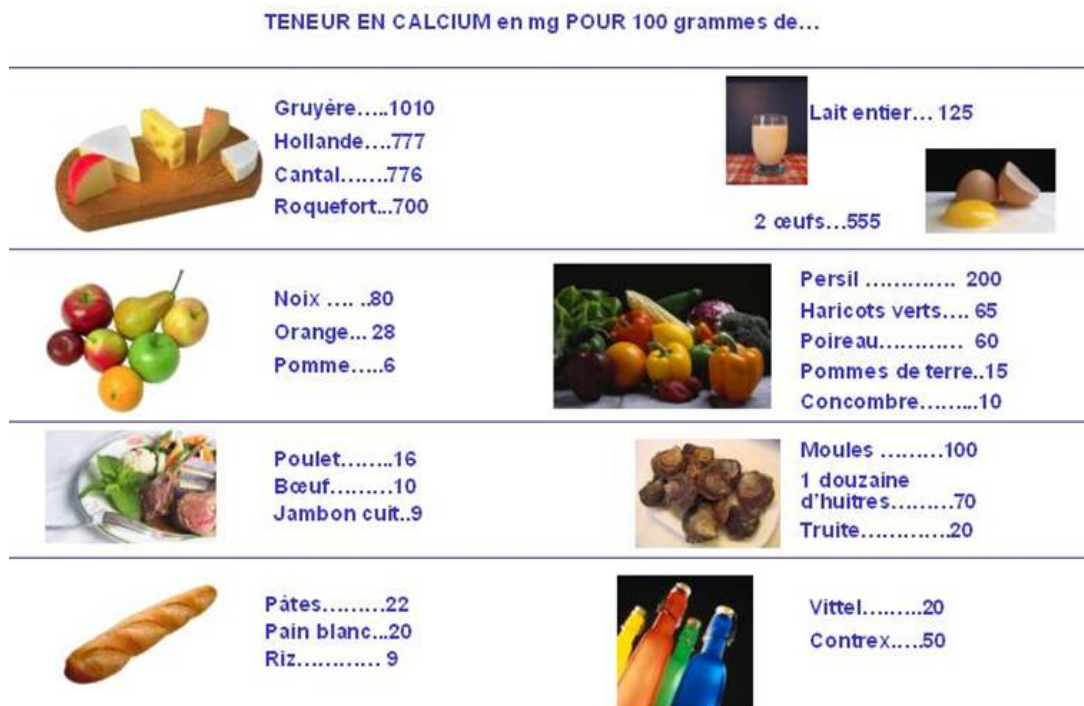 TENEUR EN CALCIUM en mg POUR 100 grammes de...
Gruyère.....1010
Hollande....777
Cantal.......776
Roquefort...700
Lait entier... 125
2 œufs...555
Noix .... ..80
Orange... 28
Pomme.....6
Persil ............. 200
Haricots verts.... 65
Poireau............ 60
Pommes de terre..15
Concombre.........10
Poulet.......16
Bœuf.........10
Jambon cuit..9
Moules .........100
1 douzaine
d'huitres.........70
Truite.............20
Pâtes.........22
Pain blanc...20
Riz............ 9
Vittel........20
Contrex.....50